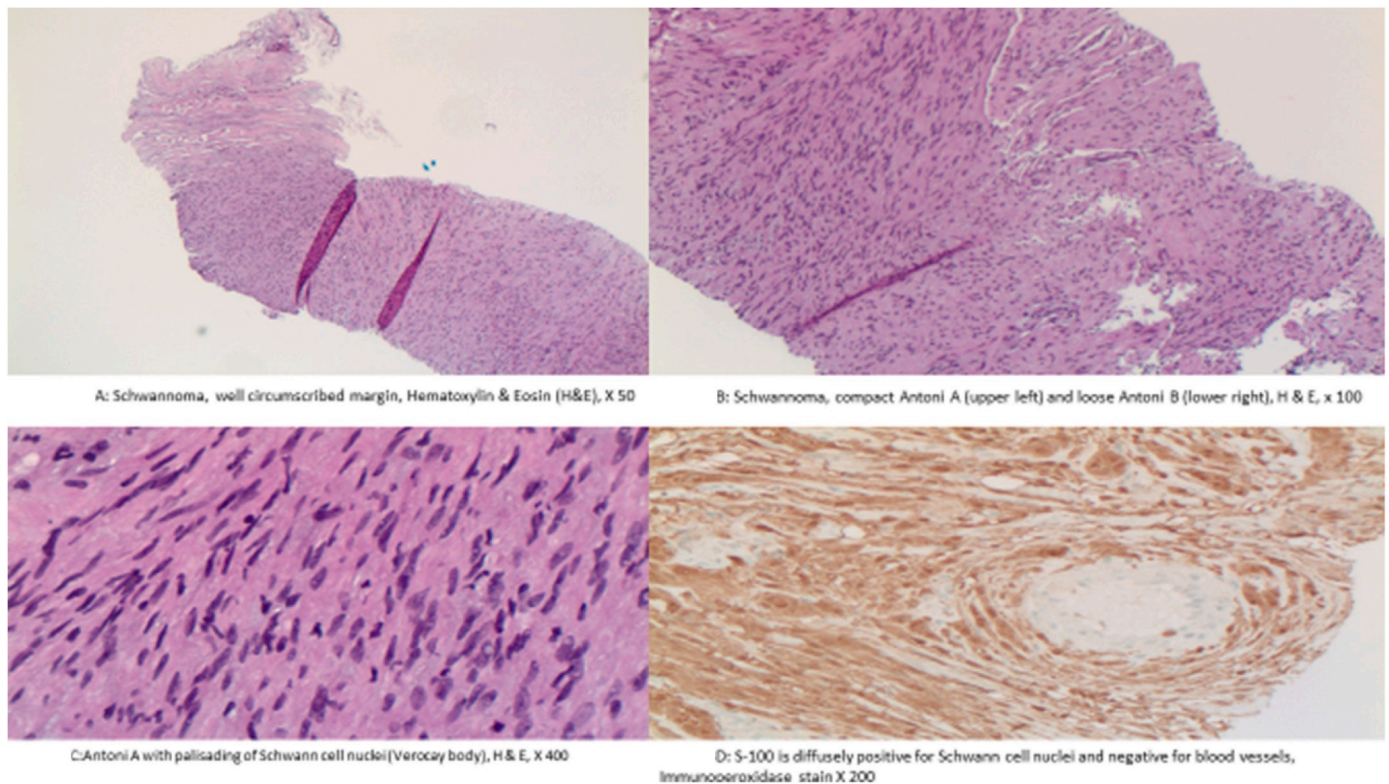 A: Schwannoma, well circumscribed margin, Hematoxylin & Eosin (H&E), X 50
B: Schwannoma, compact Antoni A (upper left) and loose Antoni B (lower right), H & E, x 100
C:Antoni A with palisading of Schwann cell nuclei (Verocay body), H & E, X 400
D: S-100 is diffusely positive for Schwann cell nuclei and negative for blood vessels,
Immunoperoxidase stain X 200